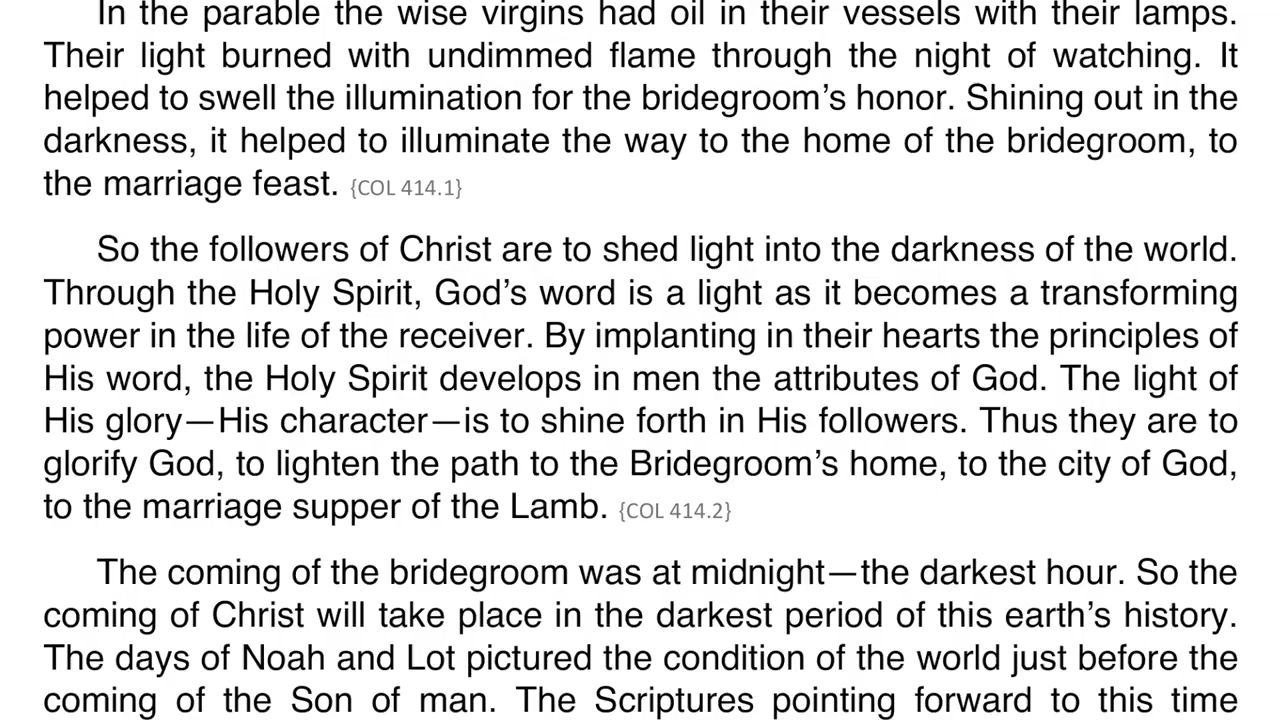 In the parable the wise virgins had oil in their vessels with their lamps.
Their light burned with undimmed flame through the night of watching. It
helped to swell the illumination for the bridegroom’s honor. Shining out in the
darkness, it helped to illuminate the way to the home of the bridegroom, to
the marriage feast. {COL 414.1}
So the followers of Christ are to shed light into the darkness of the world.
Through the Holy Spirit, God’s word is a light as it becomes a transforming
power in the life of the receiver. By implanting in their hearts the principles of
His word, the Holy Spirit develops in men the attributes of God. The light of
His glory—His character—is to shine forth in His followers. Thus they are to
glorify God, to lighten the path to the Bridegroom’s home, to the city of God,
to the marriage supper of the Lamb. {COL 414.2}
The coming of the bridegroom was at midnight—the darkest hour. So the
coming of Christ will take place in the darkest period of this earth’s history.
The days of Noah and Lot pictured the condition of the world just before the
coming of the Son of man. The Scriptures pointing forward to this time